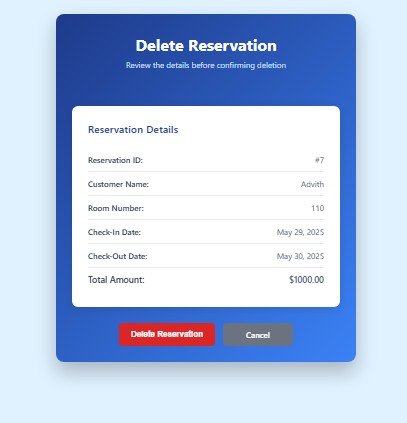 Delete Reservation
Review the details before confirming deletion
Reservation Details
Reservation ID: #7
Customer Name: Advith
Room Number: 110
Check-In Date: May 29, 2025
Check-Out Date: May 30, 2025
Total Amount: $1000.00
Delete Reservation Cancel